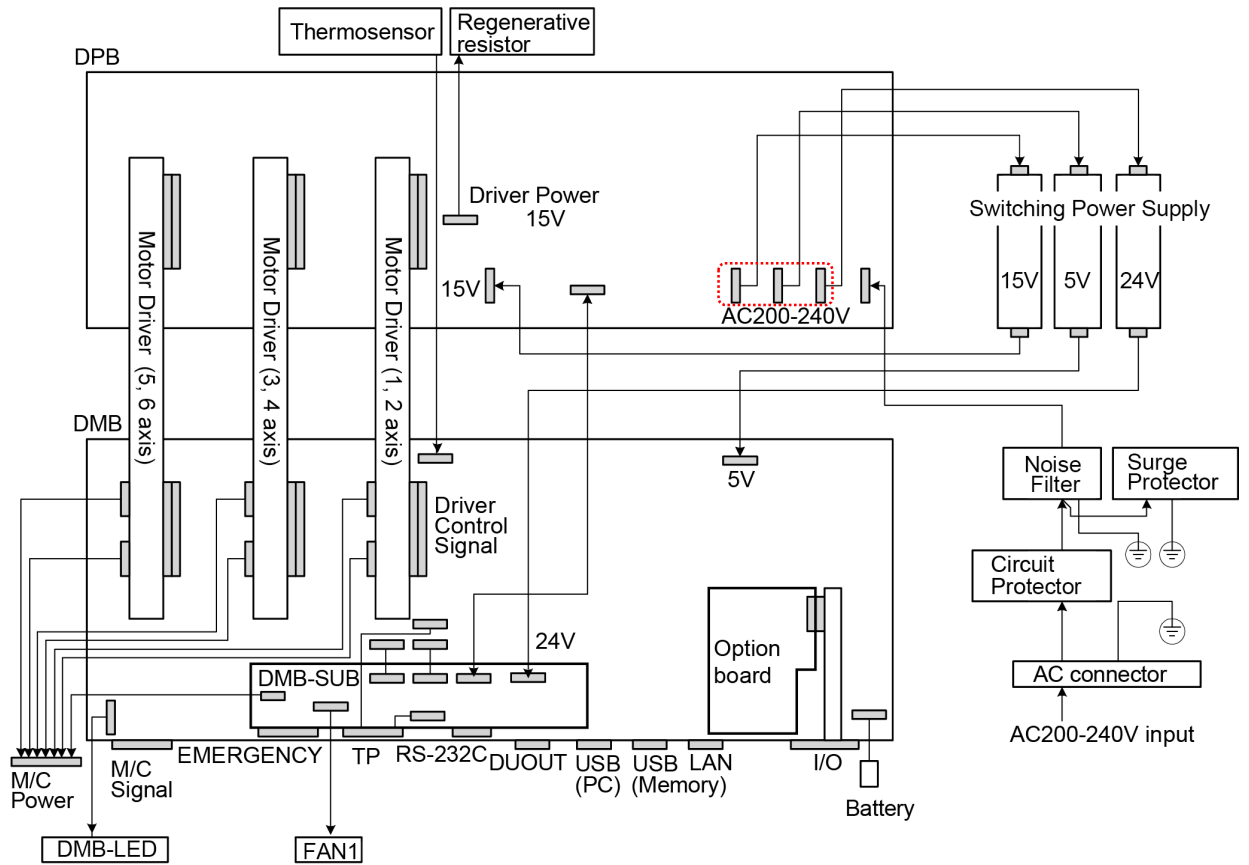 Thermosensor
Regenerative
resistor
DPB
Driver Power
15V
Switching Power Supply
15V
5V
24V
15V
AC200-240V
Motor Driver (5, 6 axis)
Motor Driver (3, 4 axis)
Motor Driver (1, 2 axis)
DMB
5V
Noise
Filter
Surge
Protector
Driver
Control
Signal
Circuit
Protector
24V
Option
board
DMB-SUB
AC connector
AC200-240V input
EMERGENCY
TP
RS-232C
DUOUT
USB
(PC)
USB
(Memory)
LAN
I/O
M/C
Power
M/C
Signal
Battery
DMB-LED
FAN1